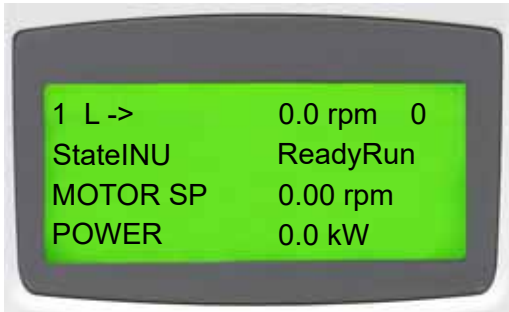 1 L -> 0.0 rpm 0
StateINU ReadyRun
MOTOR SP 0.00 rpm
POWER 0.0 kW